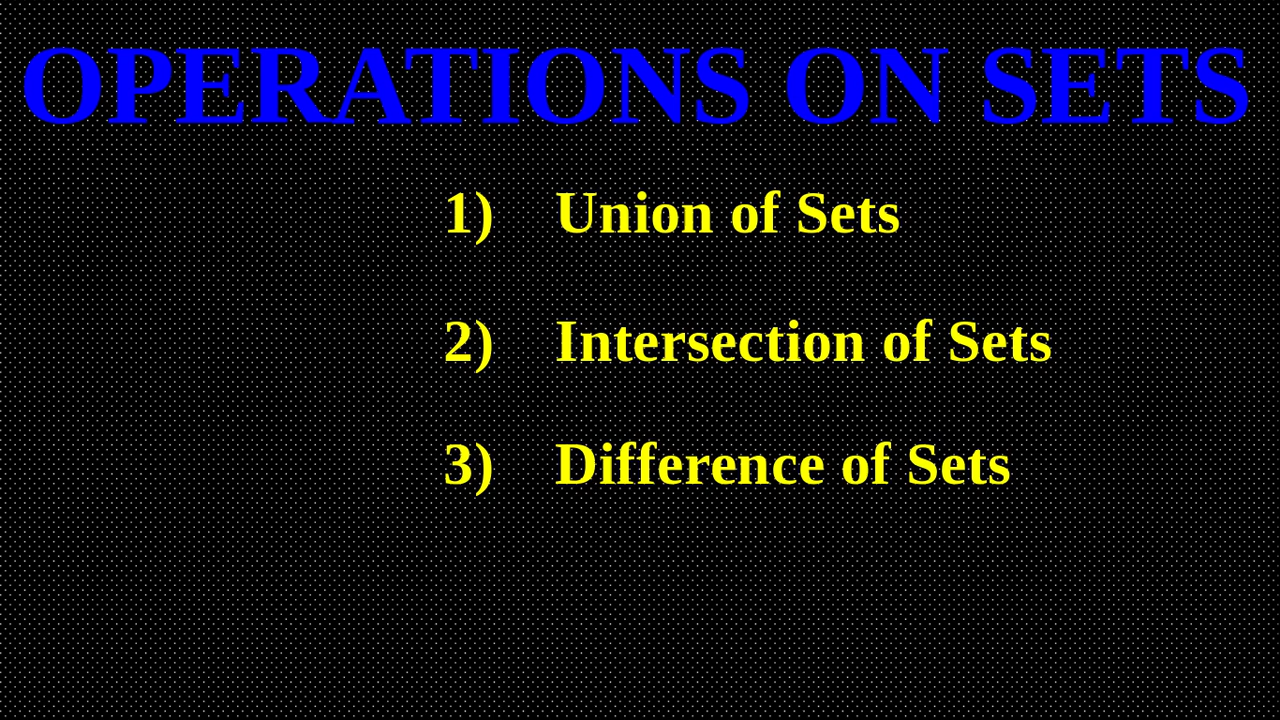 OPERATIONS ON SETS
1) Union of Sets
2) Intersection of Sets
3) Difference of Sets